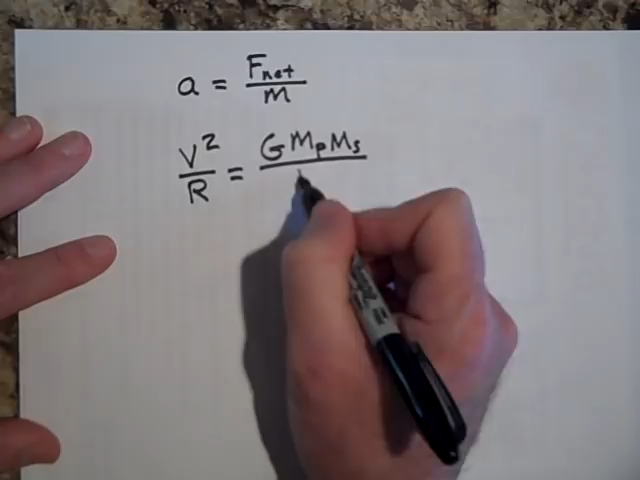 a = Fnet/m
V²/R = GMpMs/